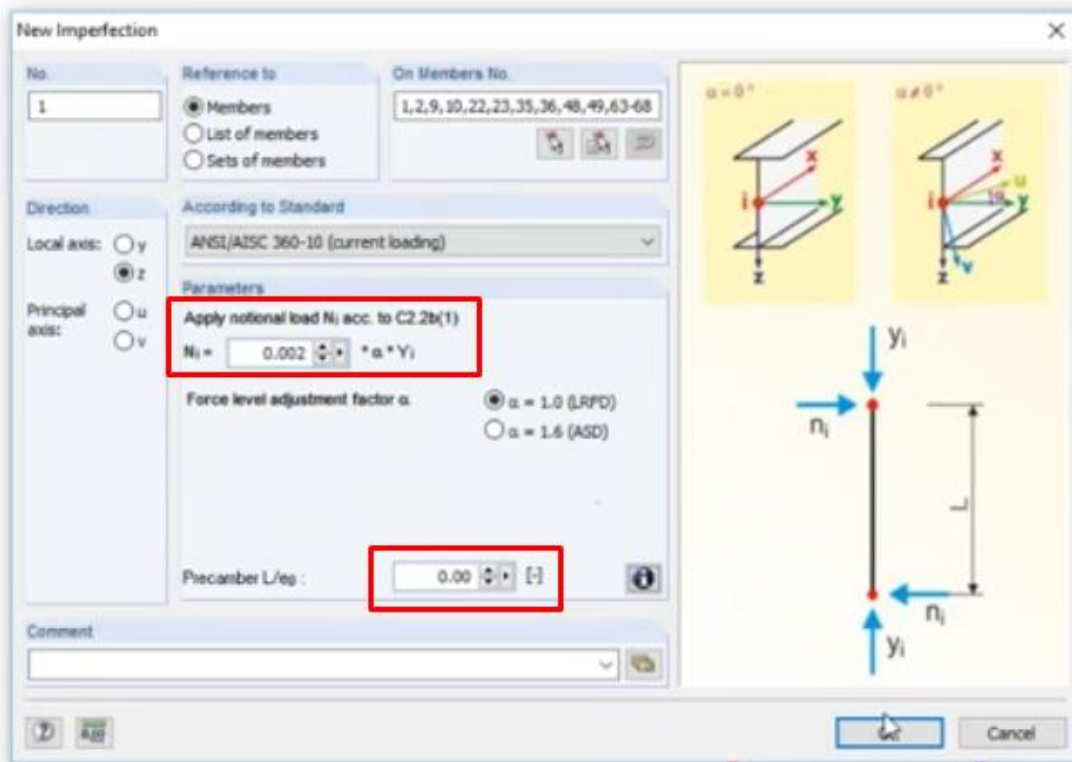 New Imperfection
No.
1
Reference to
Members
List of members
Sets of members
On Members No.
1,2,9,10,22,23,35,36,48,49,63-68
Direction
Local axis:
y
z
Principal axis:
u
v
According to Standard
ANSI/AISC 360-10 (current loading)
Parameters
Apply notional load Ni acc. to C2.2b(1)
Ni = 0.002 * α * Yi
Force level adjustment factor α
α = 1.0 (LRFD)
α = 1.6 (ASD)
Precamber L/e0 : 0.00 [-]
Comment
Cancel
α = 0°
α ≠ 0°
x
i
y
z
x
u
i
α
y
z
v
yi
ni
L
ni
yi